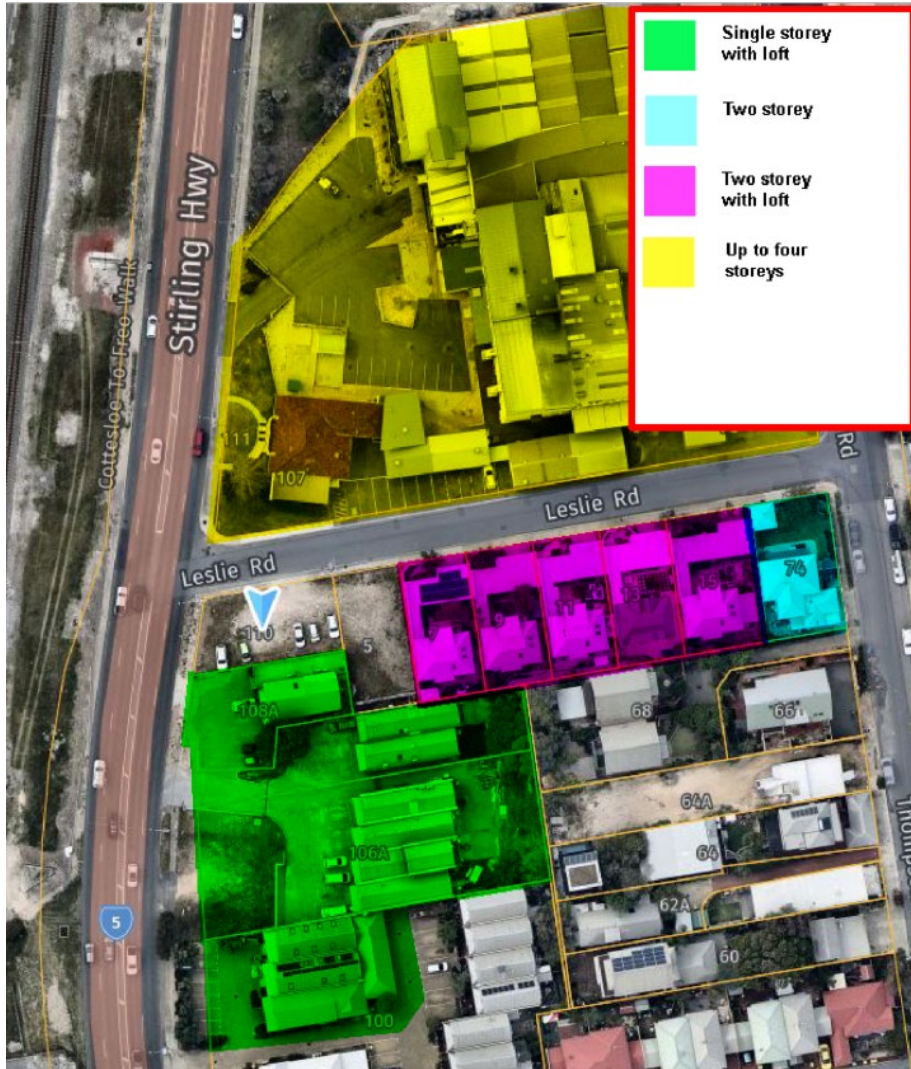 Single storey
with loft
Two storey
Two storey
with loft
Up to four
storeys
Stirling Hwy
Cottesloe To Freo Walk
111
107
Rd
Leslie Rd
Leslie Rd
110
5
9
11
13
15
74
108A
68
66
64A
106A
64
62A
60
5
100